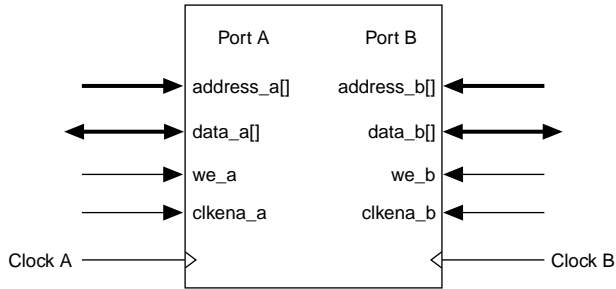 Port A Port B
address_a[] address_b[]
data_a[] data_b[]
we_a we_b
clkena_a clkena_b
Clock A Clock B